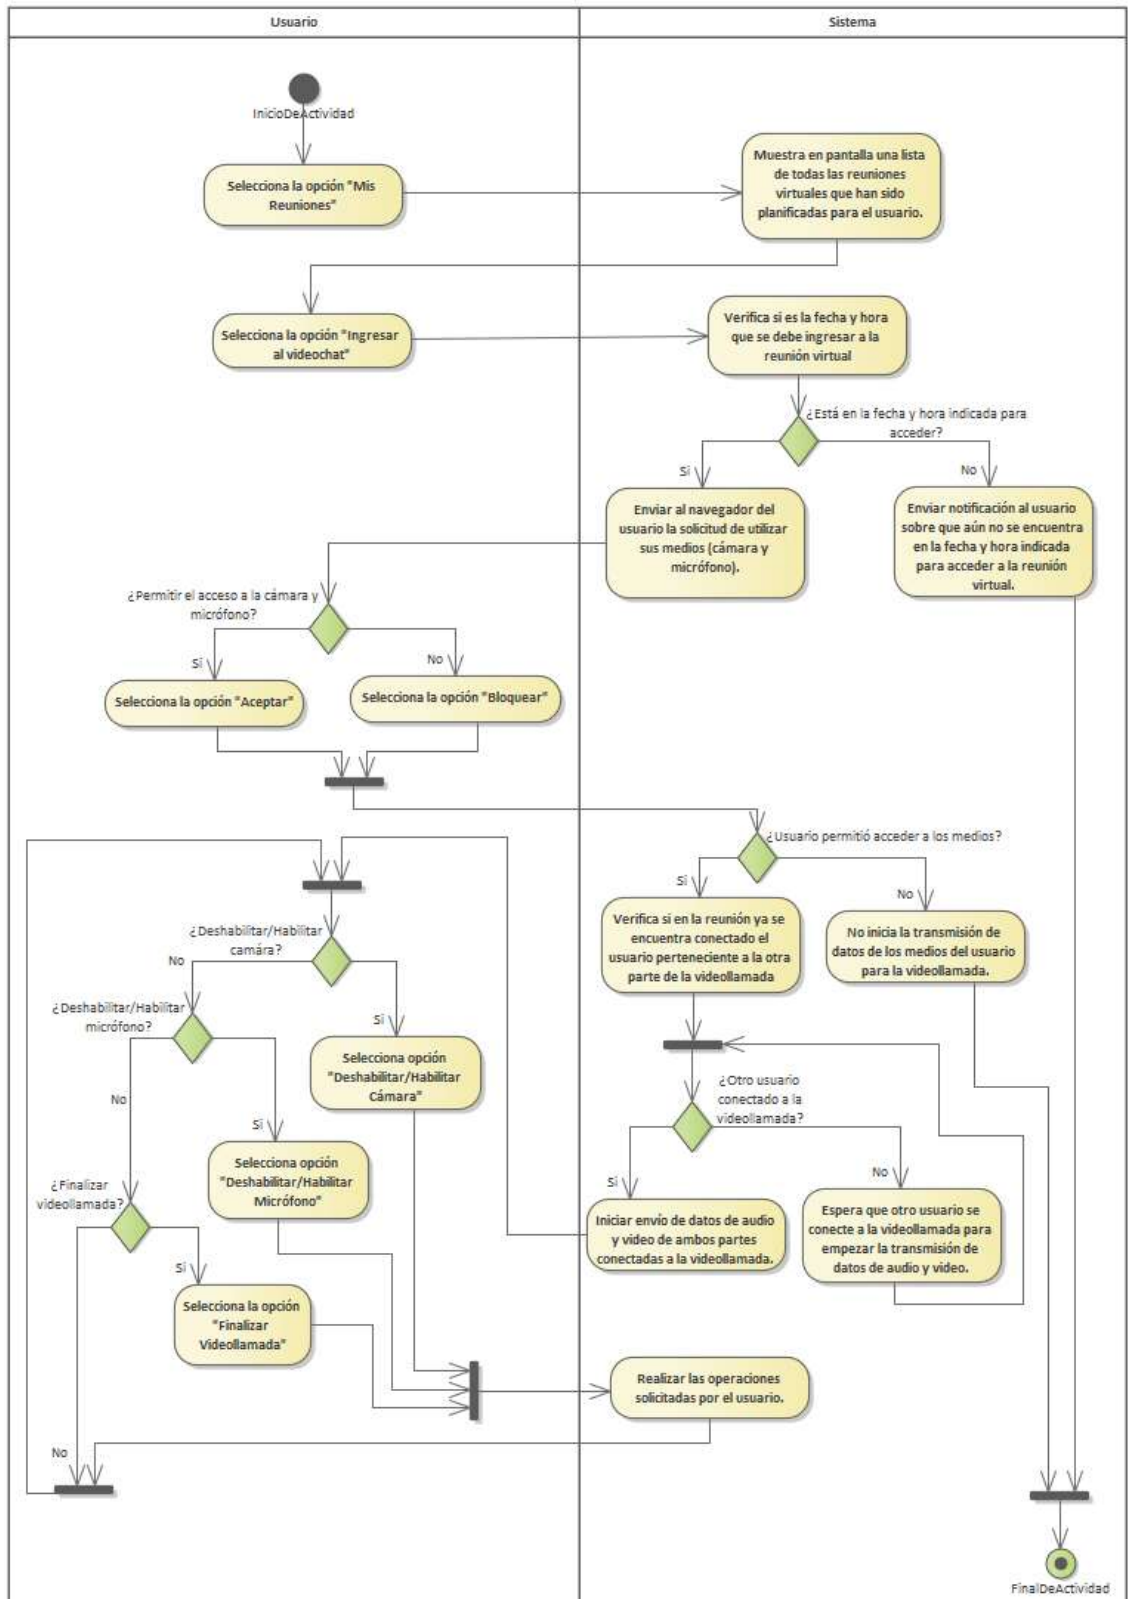 Usuario
Sistema
InicioDeActividad
Selecciona la opción "Mis
Reuniones"
Muestra en pantalla una lista
de todas las reuniones
virtuales que han sido
planificadas para el usuario.
Selecciona la opción "Ingresar
al videochat"
Verifica si es la fecha y hora
que se debe ingresar a la
reunión virtual
¿Está en la fecha y hora indicada para
acceder?
Si
No
Enviar al navegador del
usuario la solicitud de utilizar
sus medios (cámara y
micrófono).
Enviar notificación al usuario
sobre que aún no se encuentra
en la fecha y hora indicada
para acceder a la reunión
virtual.
¿Permitir el acceso a la cámara y
micrófono?
Si
No
Selecciona la opción "Aceptar"
Selecciona la opción "Bloquear"
¿Usuario permitió acceder a los medios?
Si
No
Verifica si en la reunión ya se
encuentra conectado el
usuario perteneciente a la otra
parte de la videollamada
No inicia la transmisión de
datos de los medios del usuario
para la videollamada.
¿Deshabilitar/Habilitar
camára?
No
Si
¿Deshabilitar/Habilitar
micrófono?
Selecciona opción
"Deshabilitar/Habilitar
Cámara"
¿Otro usuario
conectado a la
videollamada?
No
Si
Selecciona opción
"Deshabilitar/Habilitar
Micrófono"
Si
No
¿Finalizar
videollamada?
Iniciar envío de datos de audio
y video de ambos partes
conectadas a la videollamada.
Espera que otro usuario se
conecte a la videollamada para
empezar la transmisión de
datos de audio y video.
Si
Selecciona la opción
"Finalizar
Videollamada"
Realizar las operaciones
solicitadas por el usuario.
No
FinalDeActividad